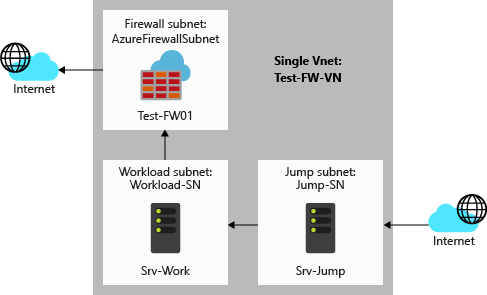 Firewall subnet:
AzureFirewallSubnet
Test-FW01
Single Vnet:
Test-FW-VN
Internet
Workload subnet:
Workload-SN
Srv-Work
Jump subnet:
Jump-SN
Srv-Jump
Internet